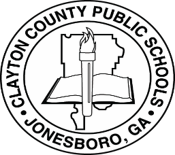 CLAYTON COUNTY PUBLIC SCHOOLS
JONESBORO, GA